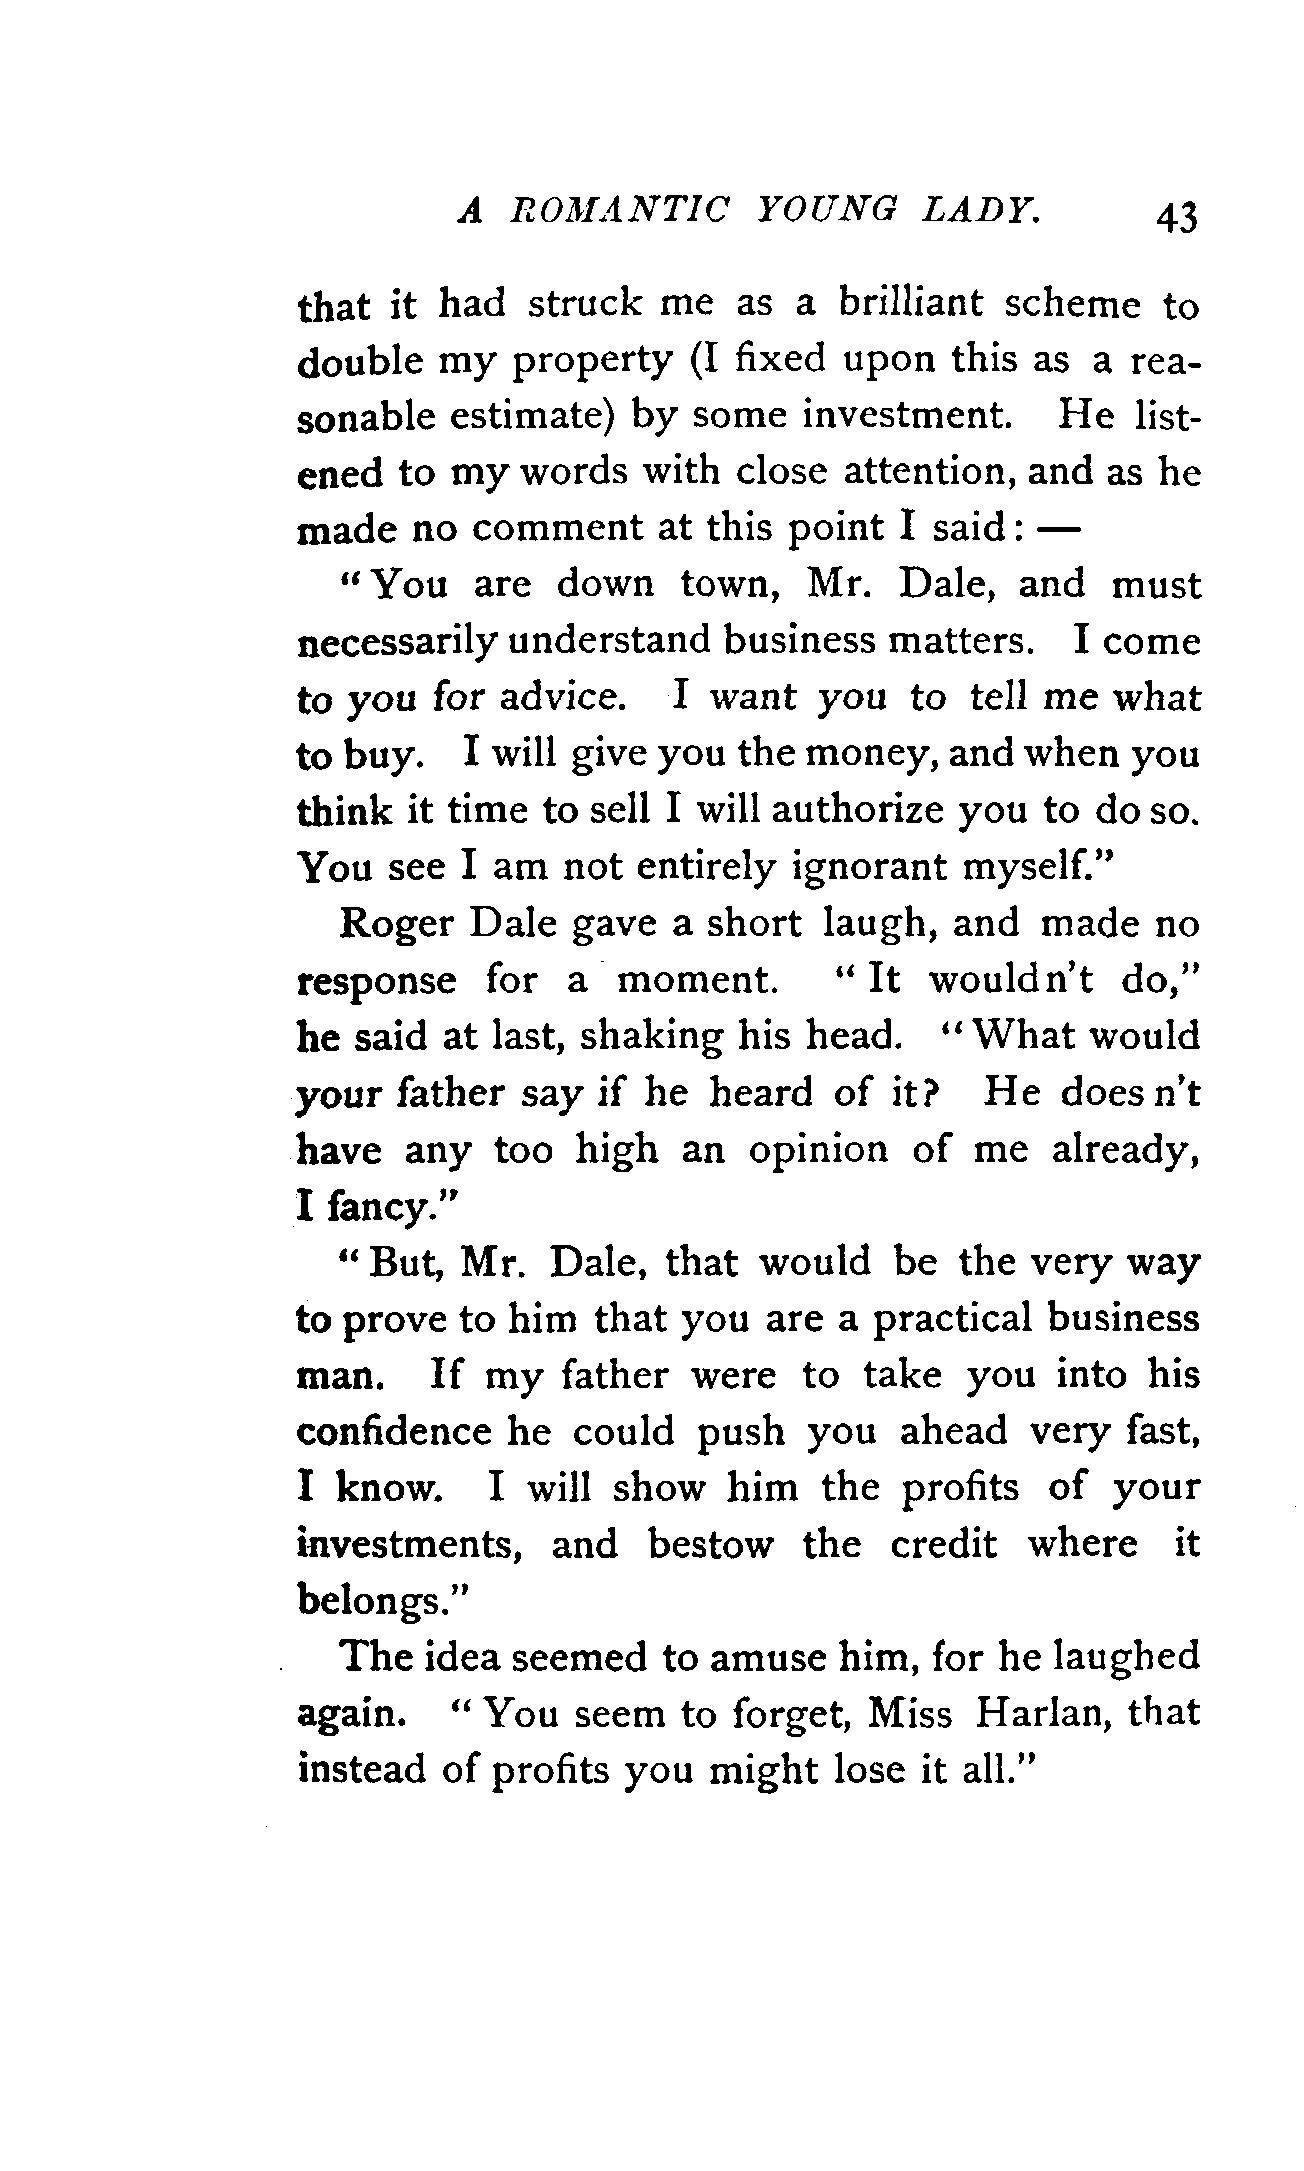 A ROMANTIC YOUNG LADY. 43
that it had struck me as a brilliant scheme to
double my property (I fixed upon this as a rea-
sonable estimate) by some investment. He list-
ened to my words with close attention, and as he
made no comment at this point I said: —
"You are down town, Mr. Dale, and must
necessarily understand business matters. I come
to you for advice. I want you to tell me what
to buy. I will give you the money, and when you
think it time to sell I will authorize you to do so.
You see I am not entirely ignorant myself."
Roger Dale gave a short laugh, and made no
response for a moment. "It wouldn't do,"
he said at last, shaking his head. "What would
your father say if he heard of it? He does n't
have any too high an opinion of me already,
I fancy."
"But, Mr. Dale, that would be the very way
to prove to him that you are a practical business
man. If my father were to take you into his
confidence he could push you ahead very fast,
I know. I will show him the profits of your
investments, and bestow the credit where it
belongs."
The idea seemed to amuse him, for he laughed
again. "You seem to forget, Miss Harlan, that
instead of profits you might lose it all."